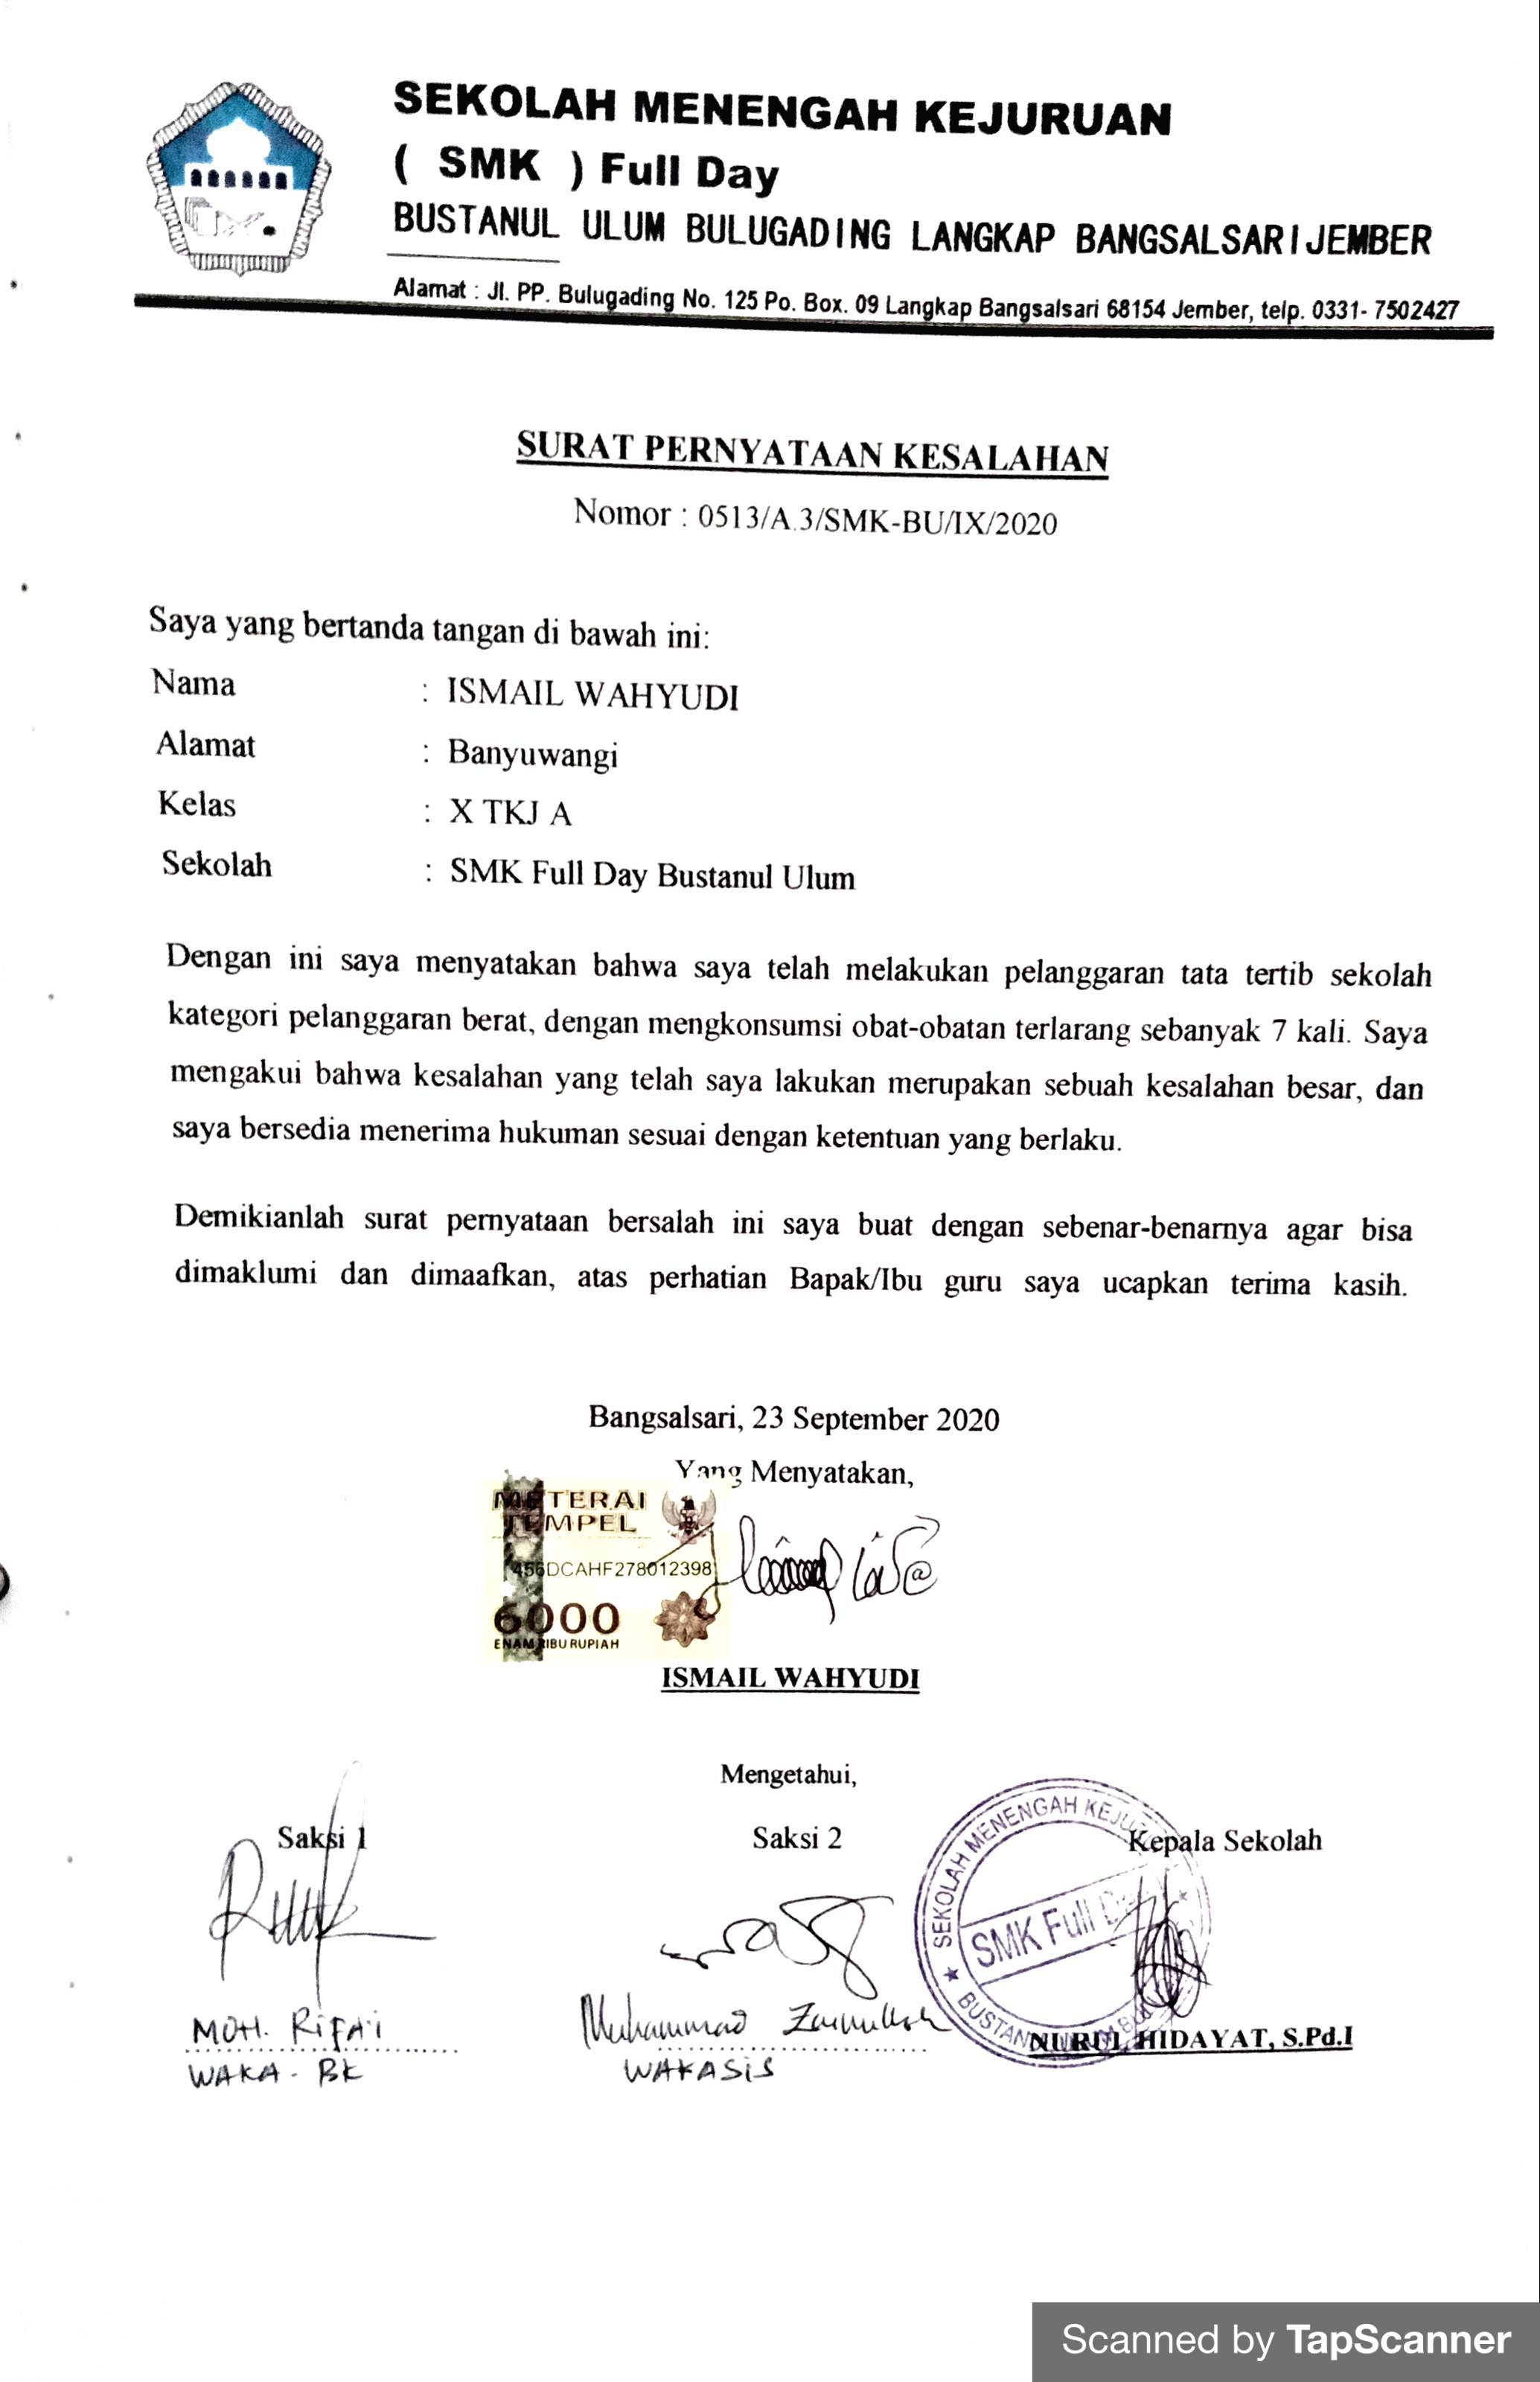 SEKOLAH MENENGAH KEJURUAN
( SMK ) Full Day
BUSTANUL ULUM BULUGADING LANGKAP BANGSALSARI JEMBER
Alamat : Jl. PP. Bulugading No. 125 Po. Box. 09 Langkap Bangsalsari 68154 Jember, telp. 0331- 7502427
SURAT PERNYATAAN KESALAHAN
Nomor : 0513/A.3/SMK-BU/IX/2020
Saya yang bertanda tangan di bawah ini:
Nama : ISMAIL WAHYUDI
Alamat : Banyuwangi
Kelas : X TKJ A
Sekolah : SMK Full Day Bustanul Ulum
Dengan ini saya menyatakan bahwa saya telah melakukan pelanggaran tata tertib sekolah
kategori pelanggaran berat, dengan mengkonsumsi obat-obatan terlarang sebanyak 7 kali. Saya
mengakui bahwa kesalahan yang telah saya lakukan merupakan sebuah kesalahan besar, dan
saya bersedia menerima hukuman sesuai dengan ketentuan yang berlaku.
Demikianlah surat pernyataan bersalah ini saya buat dengan sebenar-benarnya agar bisa
dimaklumi dan dimaafkan, atas perhatian Bapak/Ibu guru saya ucapkan terima kasih.
Bangsalsari, 23 September 2020
Yang Menyatakan,
METERAI
TEMPEL
456DCAHF278012398
6000
ENAM RIBU RUPIAH
ISMAIL WAHYUDI
Mengetahui,
Saksi 1 Saksi 2 Kepala Sekolah
SEKOLAH MENENGAH
SMK Full
MOH. RIFA'I Muhammad Zainullah NURUL HIDAYAT, S.Pd.I
WAKA - BK WAKASIS
Scanned by TapScanner